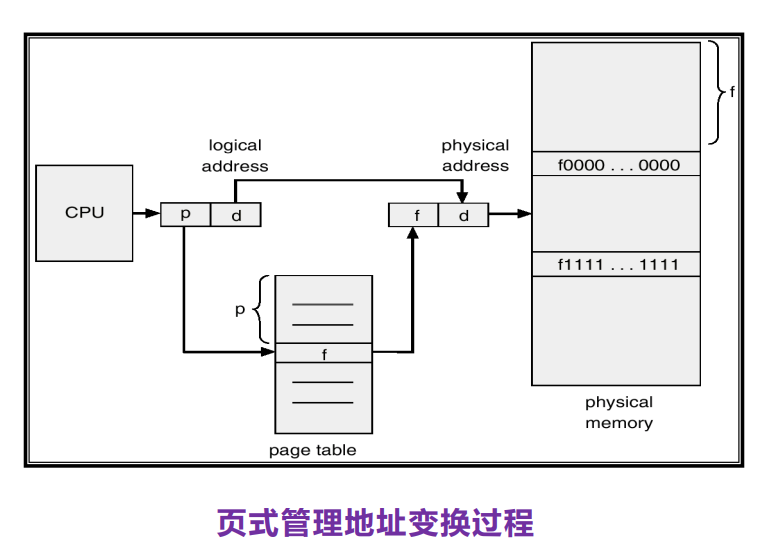 f
f0000 . . . 0000
logical
address
physical
address
CPU
p
d
f
d
f1111 . . . 1111
p
f
physical
memory
page table
页式管理地址变换过程